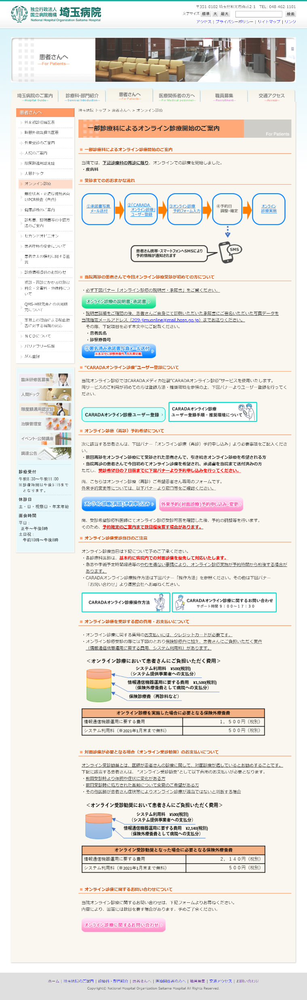 独立行政法人
国立病院機構 埼玉病院
National Hospital Organization Saitama Hospital
〒351-0102 埼玉県和光市諏訪2-1 TEL: 048-462-1101
文字サイズ 標準 大 最大 検索
アクセス | プライバシーポリシー | サイトマップ | リンク
患者さんへ
---For Patients---
埼玉病院のご案内
---Hospital Guide---
診療科・部門紹介
---Services Introduction---
患者さんへ
---For Patients---
医療関係者の方へ
---For Medical personnel---
職員募集
---Recruitment---
交通アクセス
---Access---
患者さんへ
外来初診担当医表
時間外救急担当医表
外来受診のご案内
入院のご案内
限度額適用認定証
人間ドック
オンライン診療
無症状者・非濃厚接触者向
けPCR検査（自費）
健康診断のご案内
診断書、証明書等の申請方
法のご案内
セカンドオピニオン
患者呼称の変更について
患者さまの権利に関する宣
言
診療情報提供のお知らせ
初診・再診にかかる特別な
料金・文書料・分娩料につ
いて
QMS-H研究会との共同研
究について
宗教上の理由による輸血拒
否に対する当院の対応
ＮＣＤについて
バリアフリー情報
がん登録
臨床研修医募集
人間ドック
限度額適用認定証
治験管理室
イベント・公開講座
調達公告
診療受付
午前8:30～午前11:00
※診療時間は午後5:15まで
となります。
休診日
土・日・祝祭日・年末年始
面会時間
平日：
正午～午後8時
土日祝：
午前10時～午後8時
埼玉病院 トップ > 患者さんへ > オンライン診療
一部診療科によるオンライン診療開始のご案内
For Patients
一部診療科によるオンライン診療開始のご案内
当院では、下記診療科の再診に限り、オンラインでの診療を開始しました。
・皮膚科
受診までのおおまかな流れ
①承諾書写真
メール送付
②「CARADA
オンライン診療」
ユーザー登録
③オンライン診療
予約フォーム入力
④予約日
調整・確定
オンライン
診療実施
患者さん携帯・スマートフォンへSMSにより
予約情報が通知されます
SMS
当院再診の患者さんで今回オンライン診療受診が初めての方について
・必ず下図バナー「オンライン診療の説明書・承諾書」をご覧ください。
オンライン診療の説明書・承諾書
・説明書詳細をご確認の後、患者さんご自身にて印刷いただいた承諾書にご署名いただいた写真データを
当院指定メールアドレス（209-jimuonline@mail.hosp.go.jp）までお送りください。
その際、下記項目を必ず本文中にご記載ください。
・患者氏名
・診察券番号
①署名済み承諾書写真メール送付
※本文中に診察券番号、氏名要記載
“CARADAオンライン診療”ユーザー登録について
当院オンライン診療ではCARADAメディカ社製“CARADAオンライン診療”サービスを使用いたします。
同サービスのご利用が初めての方は登録方法・推奨環境を参照の上、下図バナーよりユーザー登録を行ってく
ださい。
CARADAオンライン診療ユーザー登録
CARADAオンライン診療
ユーザー登録手順・推奨環境について
オンライン診療（再診）予約希望について
次に該当する患者さんは、下図バナー「オンライン診療（再診）予約申し込み」より必要事項をご記入くださ
い。
・前回再診をオンライン診療にて受診された患者さんで、引き続きオンライン診療を希望される方
・当院再診の患者さんで今回初めてオンライン診療を希望され、承諾書を当院まで送付済みの方
ただし、受診希望日の７日前までに下図バナーより予約申し込みを行ってください。
尚、こちらはオンライン診療（再診）ご希望患者さん専用のフォームです。
外来予約変更等については、以下バナーより窓口等をご確認ください。
オンライン診療(再診)予約申し込み
外来予約(対面診療)予約申し込み・変更
尚、受診希望診療科医師にてオンライン診療受診可否を確認した後、予約の調整等を行います。
そのため、予約確定のご案内まで数日程度要す場合があります。
オンライン診療受診当日のご注意
オンライン診療当日は下記について予めご了承ください。
・各診療科医師は、基本的に病院内での対面診療を優先して対応いたします。
・急患や手術予定時間超過等のやむを得ない事情により、オンライン診療実施が予約時間から前後する場合が
あります。
・CARADAオンライン診療操作方法は下図バナー「操作方法」を参照ください。その他は下図バナー
「お問い合わせ」より運営会社へお尋ねください。
CARADAオンライン診療操作方法
CARADAオンライン診療に関するお問い合わせ
サポート時間９：００～１７：３０
オンライン診療を受診する際の費用・お支払いについて
・オンライン診療に関する費用のお支払いには、クレジットカードが必要です。
・オンライン診療受診の際には下図のとおり保険診療費に加え、患者さんにご負担いただく実費
（情報通信機器運用に要する費用、システム利用料）があります。
＜オンライン診療において患者さんにご負担いただく費用＞
システム利用料 ¥500(税別)
（システム提供事業者への支払分）
情報通信機器運用に要する費用 ¥1,500(税別)
（保険外療養費として病院への支払分）
保険診療費（再診料など）
オンライン診療を実施した場合に必要となる保険外療養費
情報通信機器運用に要する費用 １，５００円（税別）
システム利用料（※2021年1月末まで無料） ５００円（税別）
対面診療が必要となる場合（オンライン受診勧奨）のお支払いについて
オンライン受診勧奨とは、医師が患者さんの診療に関して、対面診療が適しているとお勧めすることです。
下記に該当する患者さんは、“オンライン受診勧奨”として以下費用のお支払いが必要となります。
・前回受診時より体調や症状に変化がある方
・前回受診時に処方された薬剤について変更のご希望がある方
・その他医師が患者さん症状等によりオンライン診療が適当ではないと判断する場合
＜オンライン受診勧奨において患者さんにご負担いただく費用＞
システム利用料 ¥500(税別)
（システム提供事業者への支払分）
情報通信機器運用に要する費用 ¥2,140(税別)
（保険外療養費として病院への支払分）
オンライン受診勧奨となった場合に必要となる保険外療養費
情報通信機器運用に要する費用 ２，１４０円（税別）
システム利用料（※2021年1月末まで無料） ５００円（税別）
オンライン診療に関するお問い合わせについて
当院オンライン診療に関するお問い合わせは、下記フォームよりお尋ねください。
内容により、回答には数日を要す場合があります。予めご了承ください。
オンライン診療に関するお問い合わせ
ホーム | 埼玉病院のご案内 | 診療科・部門紹介 | 患者さんへ | 医療関係者の方へ | 職員募集 | 交通アクセス | お問い合わせ
Copyright© National Hospital Organization Saitama Hospital All Rights Reserved.